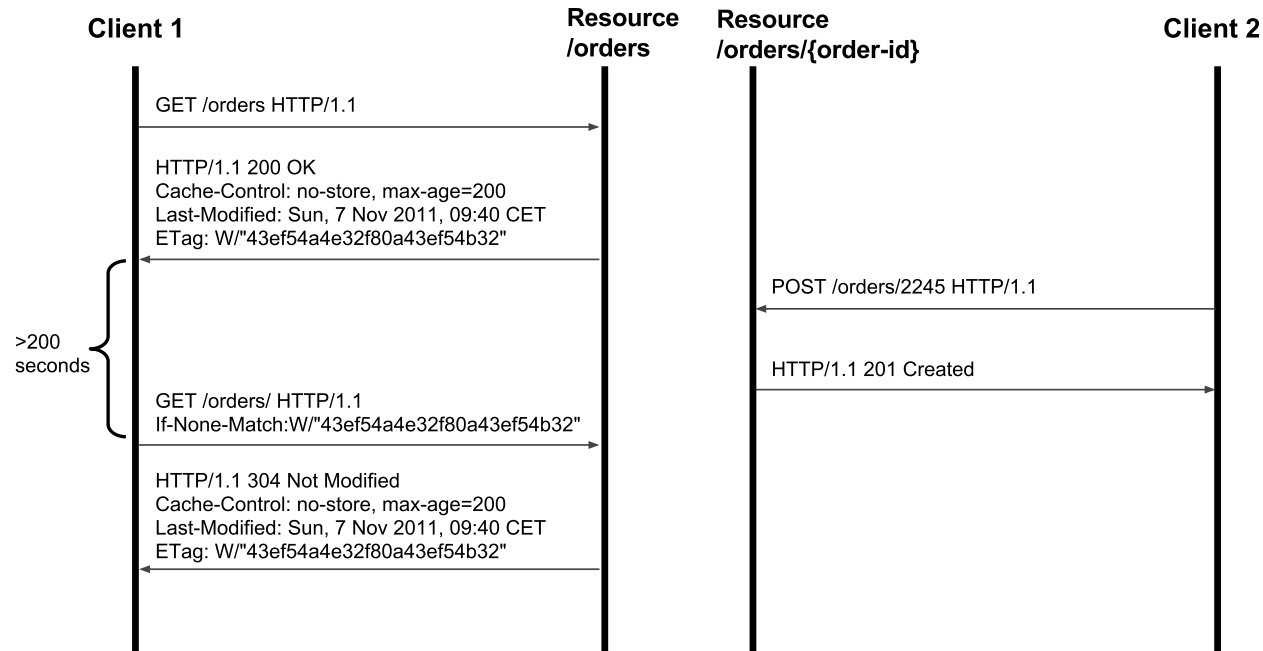 Client 1
Resource
/orders
Resource
/orders/{order-id}
Client 2
GET /orders HTTP/1.1
HTTP/1.1 200 OK
Cache-Control: no-store, max-age=200
Last-Modified: Sun, 7 Nov 2011, 09:40 CET
ETag: W/"43ef54a4e32f80a43ef54b32"
POST /orders/2245 HTTP/1.1
>200
seconds
HTTP/1.1 201 Created
GET /orders/ HTTP/1.1
If-None-Match:W/"43ef54a4e32f80a43ef54b32"
HTTP/1.1 304 Not Modified
Cache-Control: no-store, max-age=200
Last-Modified: Sun, 7 Nov 2011, 09:40 CET
ETag: W/"43ef54a4e32f80a43ef54b32"